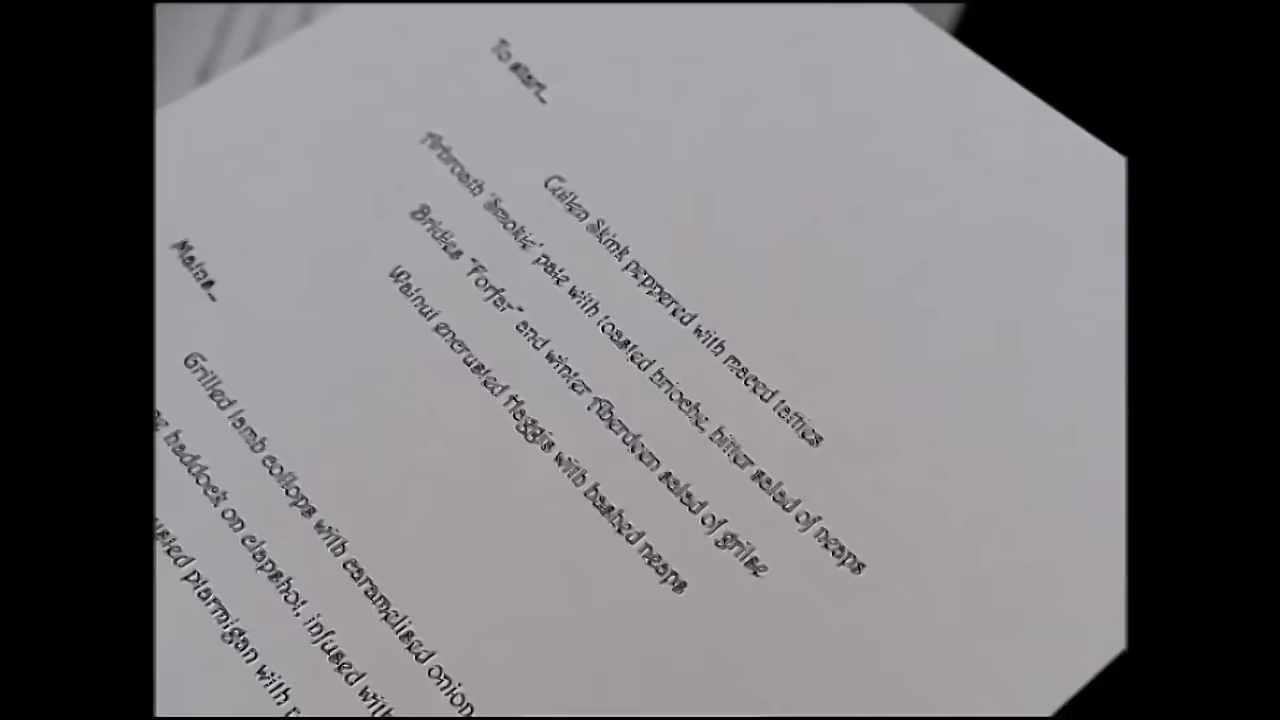 To start...
Cullen Skink peppered with maced tatties
Arbroath 'Smokie' pate with toasted brioche, bitter salad of neaps
Bridies "Forfar" and winter Aberdeen salad of grilse
Walnut encrusted Haggis with bashed neaps
Mains...
Grilled lamb collops with caramelised onion
haddock on clapshot, infused with
ptarmigan with